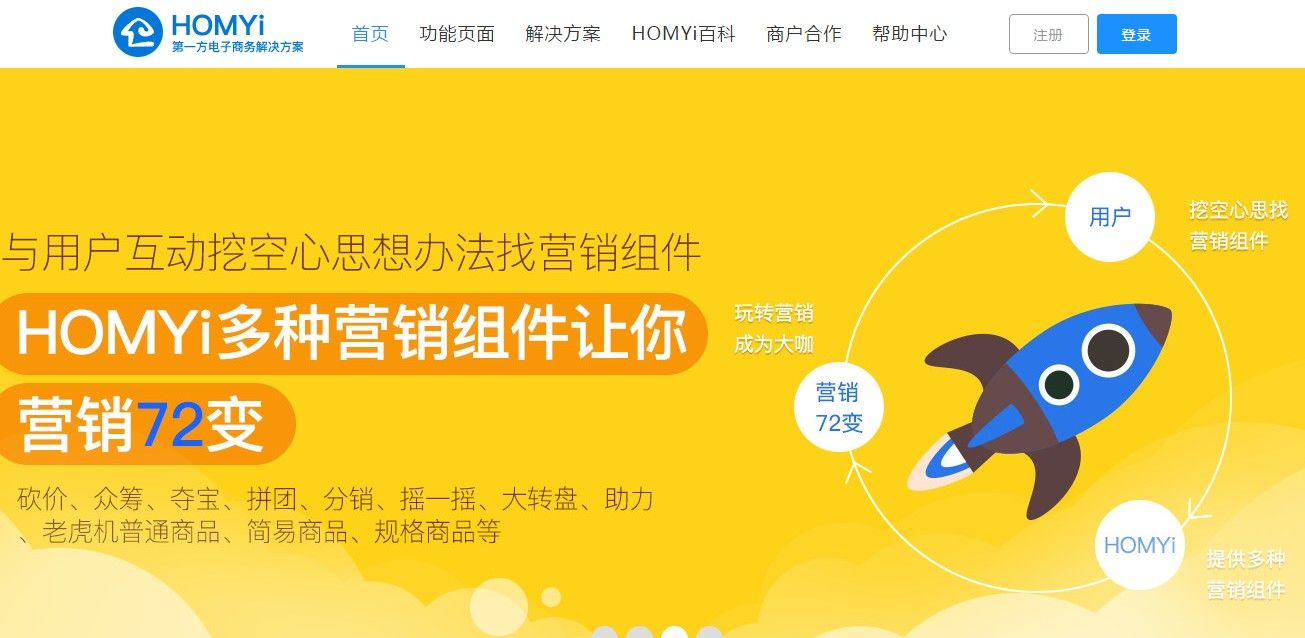 HOMYi
第一方电子商务解决方案
首页
功能页面
解决方案
HOMYi百科
商户合作
帮助中心
注册
登录
与用户互动挖空心思想办法找营销组件
HOMYi多种营销组件让你
营销72变
砍价、众筹、夺宝、拼团、分销、摇一摇、大转盘、助力
、老虎机普通商品、简易商品、规格商品等
用户
挖空心思找
营销组件
玩转营销
成为大咖
营销
72变
HOMYi
提供多种
营销组件